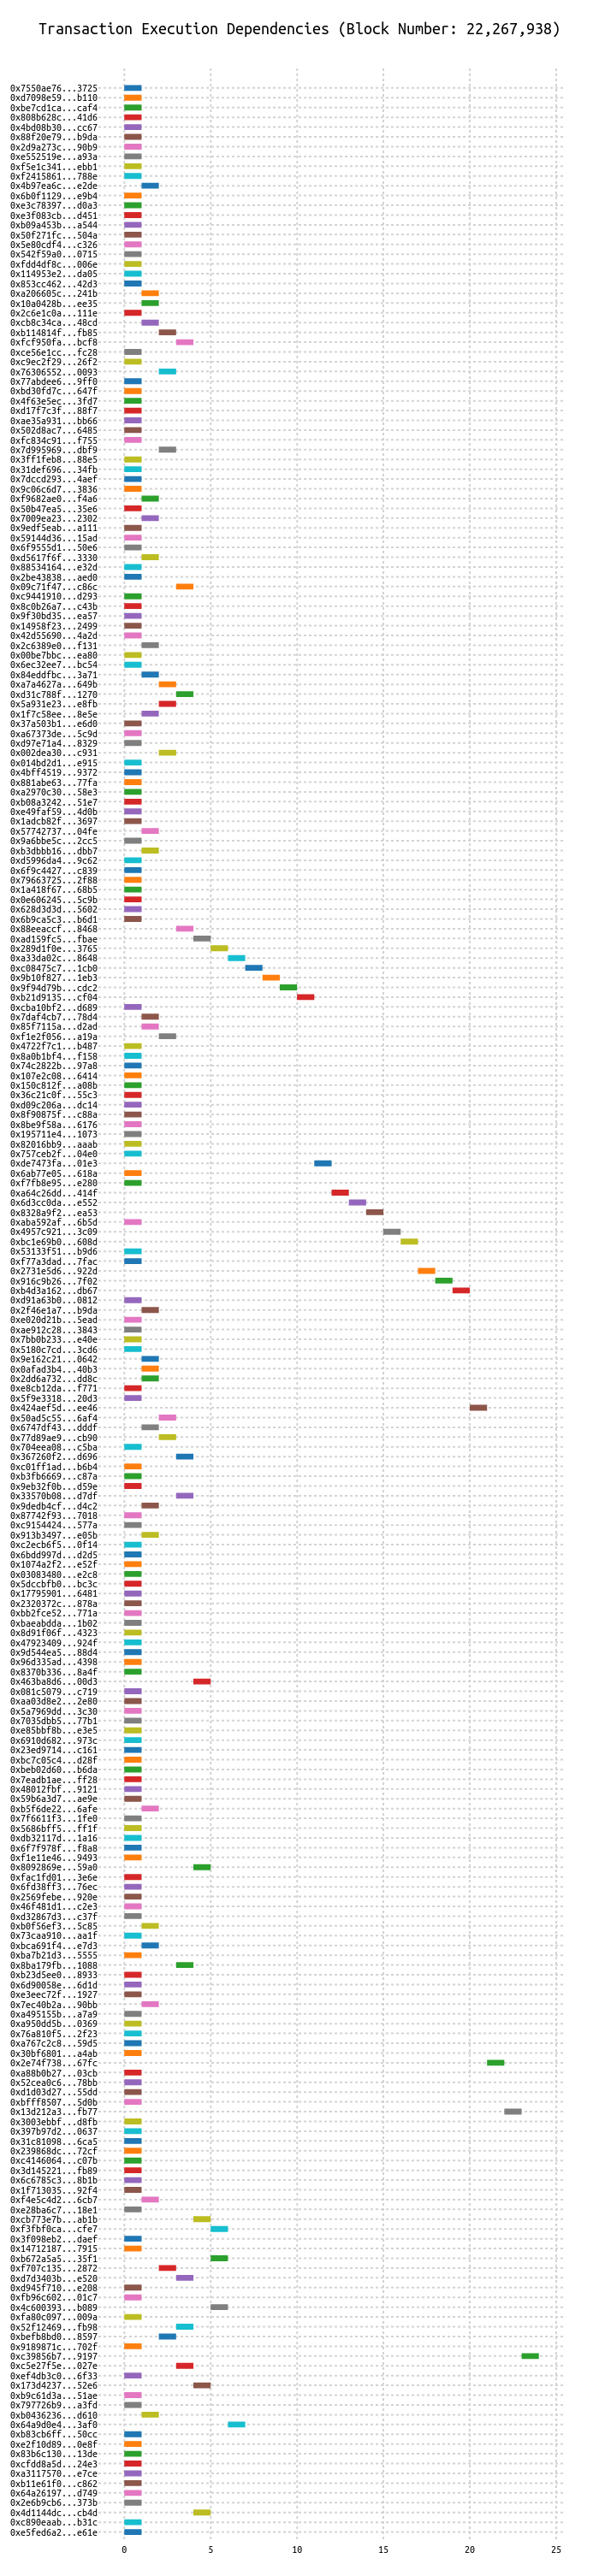 Transaction Execution Dependencies (Block Number: 22,267,938)
0x7550ae76...3725
0xd7098e59...b110
0xbe7cd1ca...caf4
0x808b628c...41d6
0x4bd08b30...cc67
0x88f20e79...b9da
0x2d9a273c...90b9
0xe552519e...a93a
0xf5e1c341...ebb1
0xf2415861...788e
0x4b97ea6c...e2de
0x6b0f1129...e9b4
0xe3c78397...d0a3
0xe3f083cb...d451
0xb09a453b...a544
0x50f271fc...504a
0x5e80cdf4...c326
0x542f59a0...0715
0xfdd4df8c...006e
0x114953e2...da05
0x853cc462...42d3
0xa206605c...241b
0x10a0428b...ee35
0x2c6e1c0a...111e
0xcb8c34ca...48cd
0xb114814f...fb85
0xfcf950fa...bcf8
0xce56e1cc...fc28
0xc9ec2f29...26f2
0x76306552...0093
0x77abdee6...9ff0
0xbd30fd7c...647f
0x4f63e5ec...3fd7
0xd17f7c3f...88f7
0xae35a931...bb66
0x502d8ac7...6485
0xfc834c91...f755
0x7d995969...dbf9
0x3ff1feb8...88e5
0x31def696...34fb
0x7dccd293...4aef
0x9c06c6d7...3836
0xf9682ae0...f4a6
0x50b47ea5...35e6
0x7009ea23...2302
0x9edf5eab...a111
0x59144d36...15ad
0x6f9555d1...50e6
0xd5617f6f...3330
0x88534164...e32d
0x2be43838...aed0
0x09c71f47...c86c
0xc9441910...d293
0x8c0b26a7...c43b
0x9f30bd35...ea57
0x14958f23...2499
0x42d55690...4a2d
0x2c6389e0...f131
0x00be7bbc...ea80
0x6ec32ee7...bc54
0x84eddfbc...3a71
0xa7a4627a...649b
0xd31c788f...1270
0x5a931e23...e8fb
0x1f7c58ee...8e5e
0x37a503b1...e6d0
0xa67373de...5c9d
0xd97e71a4...8329
0x002dea30...c931
0x014bd2d1...e915
0x4bff4519...9372
0x881abe63...77fa
0xa2970c30...58e3
0xb08a3242...51e7
0xe49faf59...4d0b
0x1adcb82f...3697
0x57742737...04fe
0x9a6bbe5c...2cc5
0xb3dbbb16...dbb7
0xd5996da4...9c62
0x6f9c4427...c839
0x79663725...2f88
0x1a418f67...68b5
0x0e606245...5c9b
0x628d3d3d...5602
0x6b9ca5c3...b6d1
0x88eeaccf...8468
0xad159fc5...fbae
0x289d1f0e...3765
0xa33da02c...8648
0xc08475c7...1cb0
0x9b10f827...1eb3
0x9f94d79b...cdc2
0xb21d9135...cf04
0xcba10bf2...d689
0x7daf4cb7...78d4
0x85f7115a...d2ad
0xf1e2f056...a19a
0x4722f7c1...b487
0x8a0b1bf4...f158
0x74c2822b...97a8
0x107e2c08...6414
0x150c812f...a08b
0x36c21c0f...55c3
0xd09c206a...dc14
0x8f90875f...c88a
0x8be9f58a...6176
0x195711e4...1073
0x82016bb9...aaab
0x757ceb2f...04e0
0xde7473fa...01e3
0x6ab77e05...618a
0xf7fb8e95...e280
0xa64c26dd...414f
0x6d3cc0da...e552
0x8328a9f2...ea53
0xaba592af...6b5d
0x4957c921...3c09
0xbc1e69b0...608d
0x53133f51...b9d6
0xf77a3dad...7fac
0x2731e5d6...922d
0x916c9b26...7f02
0xb4d3a162...db67
0xd91a63b0...0812
0x2f46e1a7...b9da
0xe020d21b...5ead
0xae912c28...3843
0x7bb0b233...e40e
0x5180c7cd...3cd6
0x9e162c21...0642
0x0afad3b4...40b3
0x2dd6a732...dd8c
0xe8cb12da...f771
0x5f9e3318...20d3
0x424aef5d...ee46
0x50ad5c55...6af4
0x6747df43...dddf
0x77d89ae9...cb90
0x704eea08...c5ba
0x367260f2...d696
0xc01ff1ad...b6b4
0xb3fb6669...c87a
0x9eb32f0b...d59e
0x33570b08...d7df
0x9dedb4cf...d4c2
0x87742f93...7018
0xc9154424...577a
0x913b3497...e05b
0xc2ecb6f5...0f14
0x6bdd997d...d2d5
0x1074a2f2...e52f
0x03083480...e2c8
0x5dccbfb0...bc3c
0x17795901...6481
0x2320372c...878a
0xbb2fce52...771a
0xbaeabdda...1b02
0x8d91f06f...4323
0x47923409...924f
0x9d544ea5...88d4
0x96d335ad...4398
0x8370b336...8a4f
0x463ba8d6...00d3
0x081c5079...c719
0xaa03d8e2...2e80
0x5a7969dd...3c30
0x7035dbb5...77b1
0xe85bbf8b...e3e5
0x6910d682...973c
0x23ed9714...c161
0xbc7c05c4...d28f
0xbeb02d60...b6da
0x7eadb1ae...ff28
0x48012fbf...9121
0x59b6a3d7...ae9e
0xb5f6de22...6afe
0x7f6611f3...1fe0
0x5686bff5...ff1f
0xdb32117d...1a16
0x6f7f978f...f8a8
0xf1e11e46...9493
0x8092869e...59a0
0xfac1fd01...3e6e
0x6fd38ff3...76ec
0x2569febe...920e
0x46f481d1...c2e3
0xd32867d3...c37f
0xb0f56ef3...5c85
0x73caa910...aa1f
0xbca691f4...e7d3
0xba7b21d3...5555
0x8ba179fb...1088
0xb23d5ee0...8933
0x6d90058e...6d1d
0xe3eec72f...1927
0x7ec40b2a...90bb
0xa495155b...a7a9
0xa950dd5b...0369
0x76a810f5...2f23
0xa767c2c8...59d5
0x30bf6801...a4ab
0x2e74f738...67fc
0xa88b0b27...03cb
0x52cea0c6...78bb
0xd1d03d27...55dd
0xbfff8507...5d0b
0x13d212a3...fb77
0x3003ebbf...d8fb
0x397b97d2...0637
0x31c81098...6ca5
0x239868dc...72cf
0xc4146064...c07b
0x3d145221...fb89
0x6c6785c3...8b1b
0x1f713035...92f4
0xf4e5c4d2...6cb7
0xe28ba6c7...18e1
0xcb773e7b...ab1b
0xf3fbf0ca...cfe7
0x3f098eb2...daef
0x14712187...7915
0xb672a5a5...35f1
0xf707c135...2872
0xd7d3403b...e520
0xd945f710...e208
0xfb96c602...01c7
0x4c600393...b089
0xfa80c097...009a
0x52f12469...fb98
0xbefb8bd0...8597
0x9189871c...702f
0xc39856b7...9197
0xc5e27f5e...027e
0xef4db3c0...6f33
0x173d4237...52e6
0xb9c61d3a...51ae
0x797726b9...a3fd
0xb0436236...d610
0x64a9d0e4...3af0
0xb83cb6ff...50cc
0xe2f10d89...0e8f
0x83b6c130...13de
0xcfdd8a5d...24e3
0xa3117570...e7ce
0xb11e61f0...c862
0x64a26197...d749
0x2e6b9cb6...373b
0x4d1144dc...cb4d
0xc890eaab...b31c
0xe5fed6a2...e61e
0 5 10 15 20 25